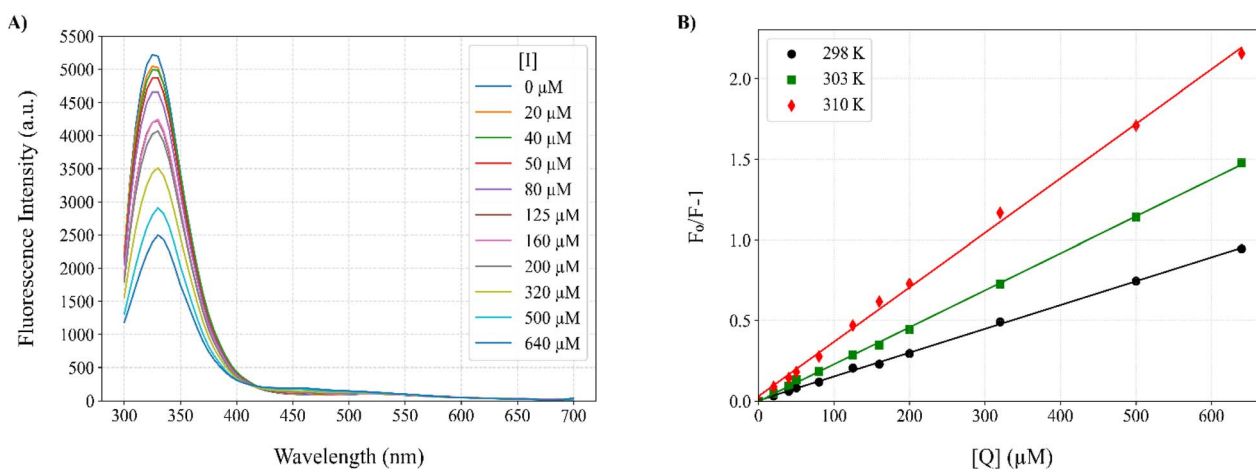 A)
Fluorescence Intensity (a.u.)
5500
5000
4500
4000
3500
3000
2500
2000
1500
1000
500
0
300 350 400 450 500 550 600 650 700
Wavelength (nm)
[I]
0 µM
20 µM
40 µM
50 µM
80 µM
125 µM
160 µM
200 µM
320 µM
500 µM
640 µM
B)
F₀/F-1
2.0
1.5
1.0
0.5
0.0
0 100 200 300 400 500 600
[Q] (µM)
298 K
303 K
310 K